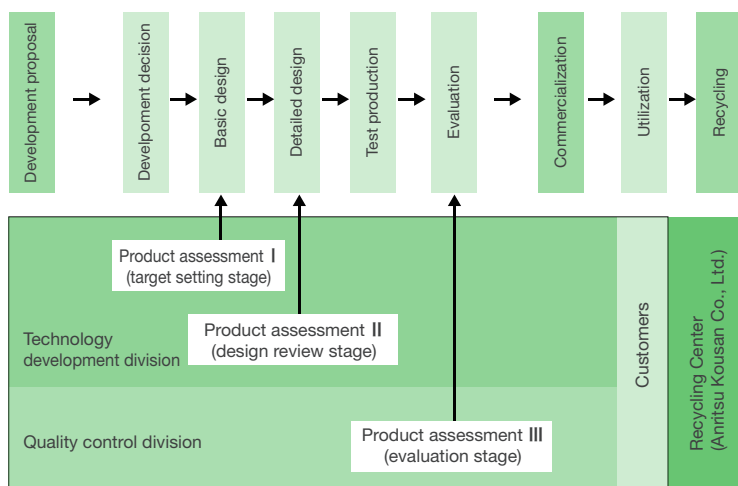 Development proposal
Develpoment decision
Basic design
Detailed design
Test production
Evaluation
Commercialization
Utilization
Recycling
Product assessment I
(target setting stage)
Product assessment II
(design review stage)
Technology
development division
Product assessment III
(evaluation stage)
Quality control division
Customers
Recycling Center
(Anritsu Kousan Co., Ltd.)